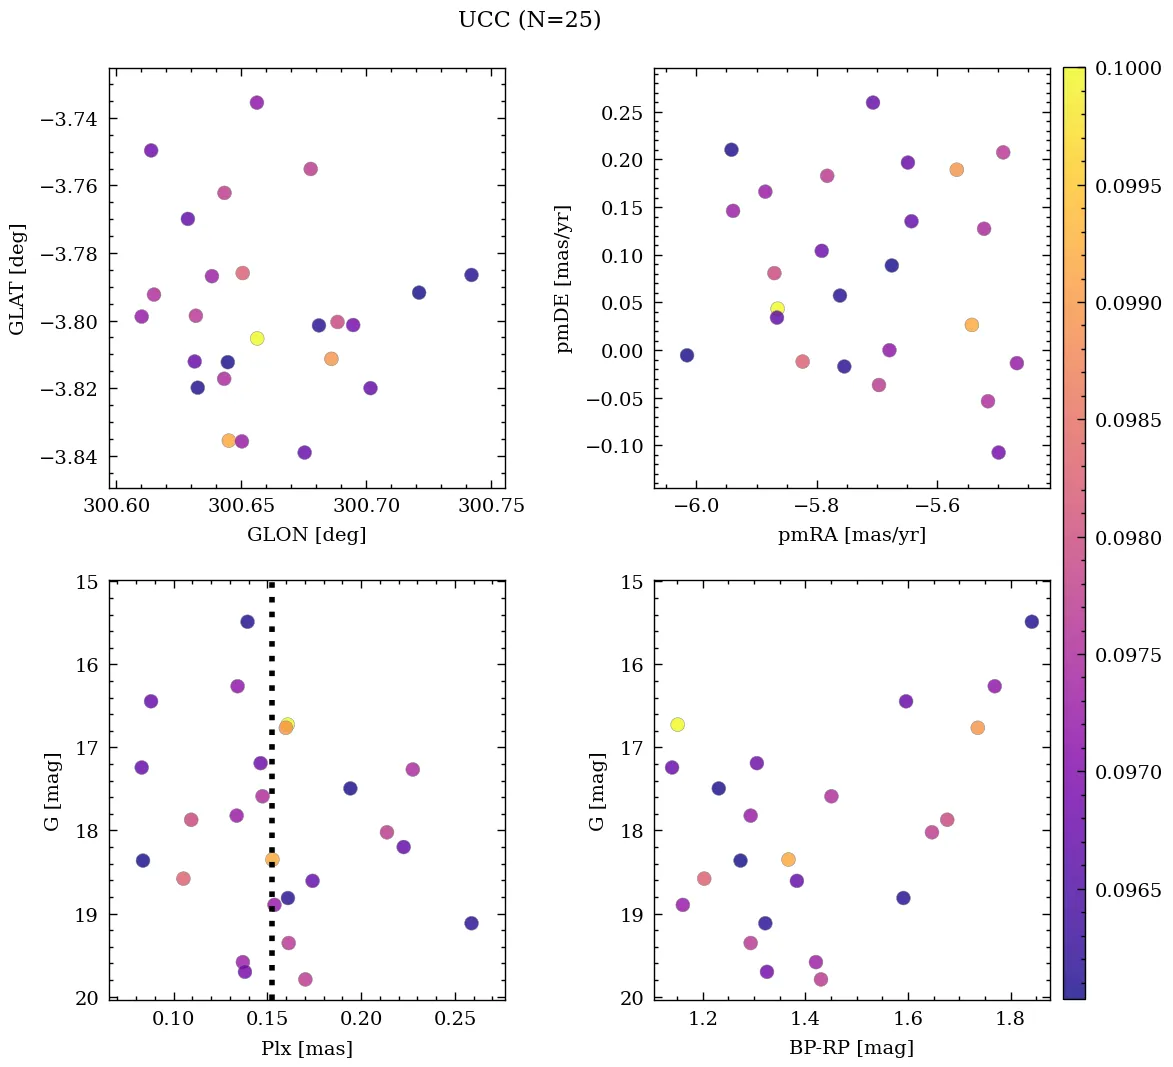 UCC (N=25)
−3.74
−3.76
−3.78
−3.80
−3.82
−3.84
GLAT [deg]
300.60 300.65 300.70 300.75
GLON [deg]
0.25
0.20
0.15
0.10
0.05
0.00
−0.05
−0.10
pmDE [mas/yr]
−6.0 −5.8 −5.6
pmRA [mas/yr]
15
16
17
18
19
20
G [mag]
0.10 0.15 0.20 0.25
Plx [mas]
15
16
17
18
19
20
G [mag]
1.2 1.4 1.6 1.8
BP-RP [mag]
0.1000
0.0995
0.0990
0.0985
0.0980
0.0975
0.0970
0.0965